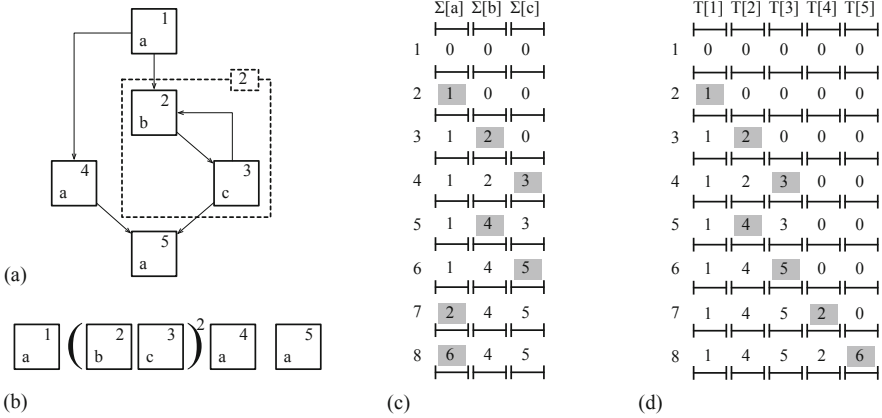 1
a
2
2
b
4
a
3
c
5
a
(a)
1 a ( 2 b 3 c ) 2 4 a 5 a
(b)
Σ[a] Σ[b] Σ[c]
1 0 0 0
2 1 0 0
3 1 2 0
4 1 2 3
5 1 4 3
6 1 4 5
7 2 4 5
8 6 4 5
(c)
T[1] T[2] T[3] T[4] T[5]
1 0 0 0 0 0
2 1 0 0 0 0
3 1 2 0 0 0
4 1 2 3 0 0
5 1 4 3 0 0
6 1 4 5 0 0
7 1 4 5 2 0
8 1 4 5 2 6
(d)